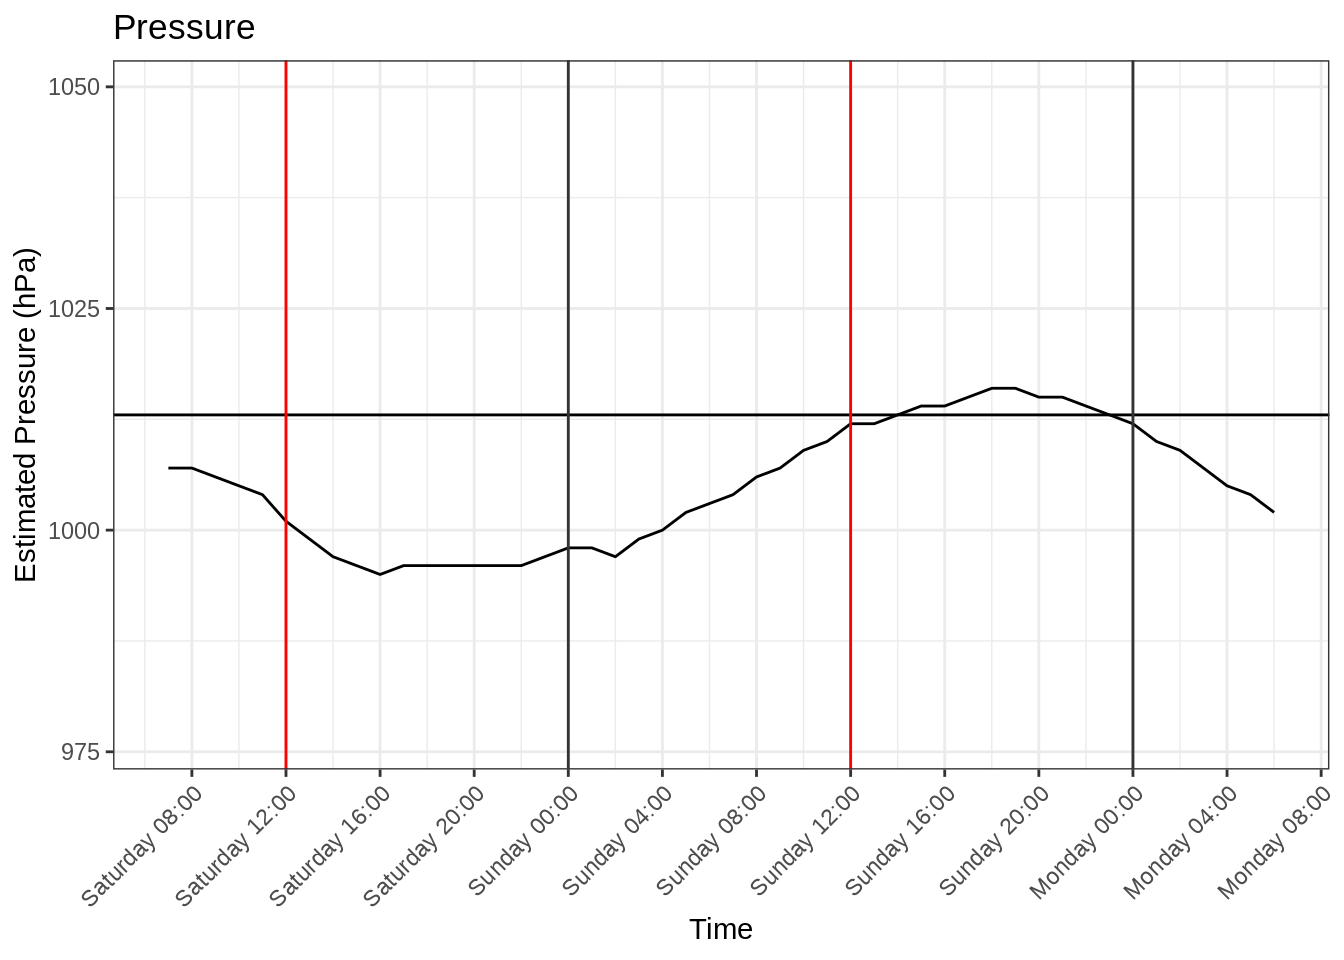 Pressure
Estimated Pressure (hPa)
1050
1025
1000
975
Saturday 08:00
Saturday 12:00
Saturday 16:00
Saturday 20:00
Sunday 00:00
Sunday 04:00
Sunday 08:00
Sunday 12:00
Sunday 16:00
Sunday 20:00
Monday 00:00
Monday 04:00
Monday 08:00
Time